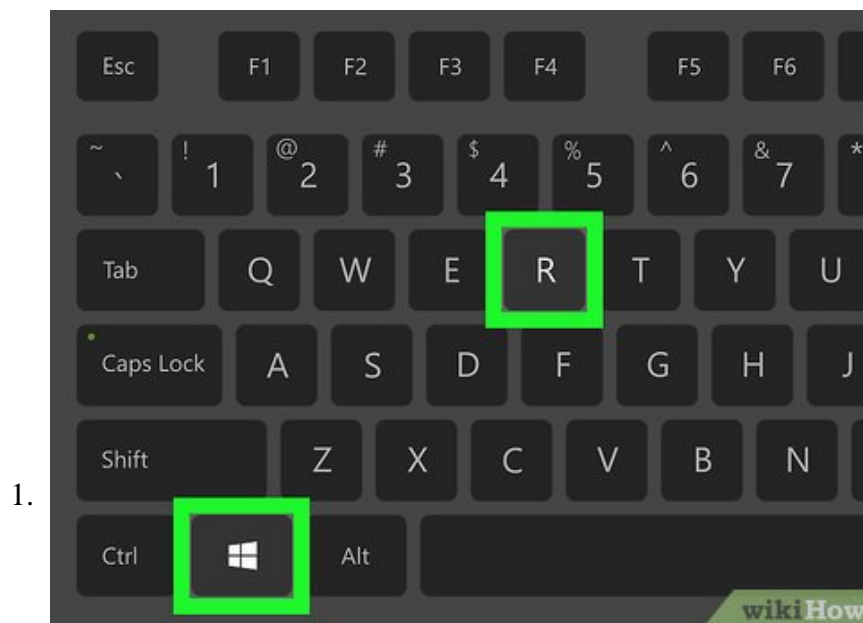 Esc F1 F2 F3 F4 F5 F6
~ ` ! 1 @ 2 # 3 $ 4 % 5 ^ 6 & 7 *
Tab Q W E R T Y U
Caps Lock A S D F G H J
Shift Z X C V B N
1.
Ctrl Alt
wikiHow